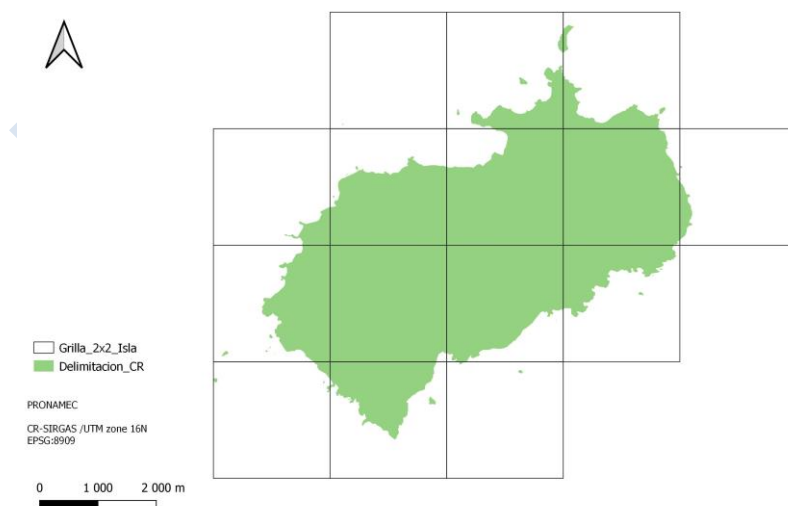 Grilla_2x2_Isla
Delimitacion_CR
PRONAMEC
CR-SIRGAS /UTM zone 16N
EPSG:8909
0 1 000 2 000 m